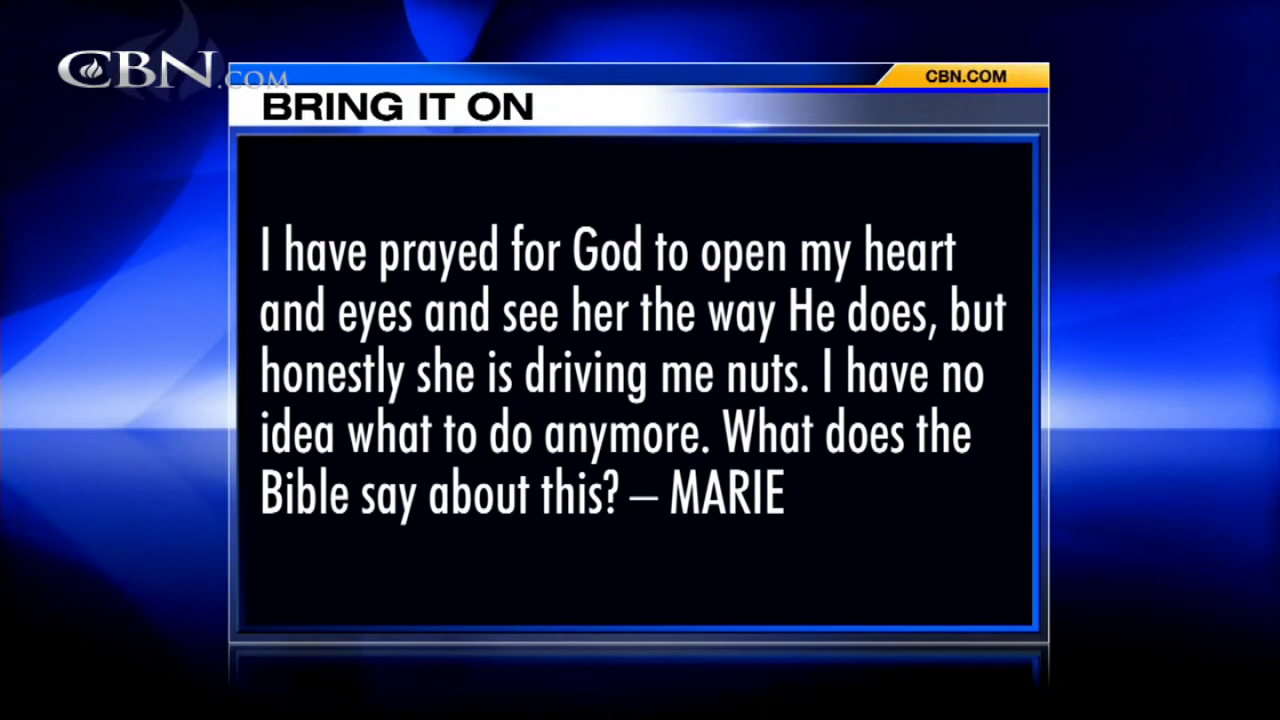 CBN.COM
CBN.COM
BRING IT ON
I have prayed for God to open my heart
and eyes and see her the way He does, but
honestly she is driving me nuts. I have no
idea what to do anymore. What does the
Bible say about this? – MARIE